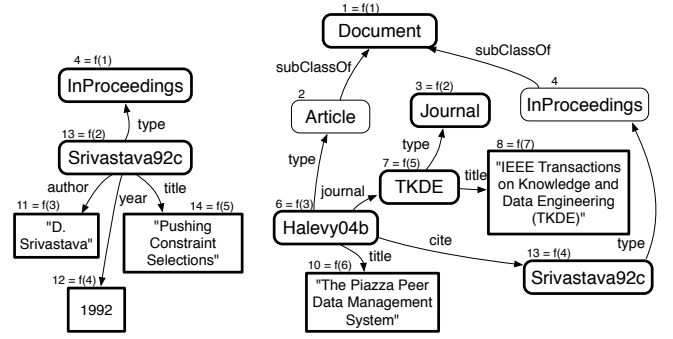 4 = f(1)
InProceedings
type
13 = f(2)
Srivastava92c
author
year
title
11 = f(3)
"D.
Srivastava"
14 = f(5)
"Pushing
Constraint
Selections"
12 = f(4)
1992
1 = f(1)
Document
subClassOf
subClassOf
2
Article
3 = f(2)
Journal
4
InProceedings
type
type
7 = f(5)
TKDE
title
8 = f(7)
"IEEE Transactions
on Knowledge and
Data Engineering
(TKDE)"
journal
6 = f(3)
Halevy04b
cite
type
title
13 = f(4)
Srivastava92c
10 = f(6)
"The Piazza Peer
Data Management
System"